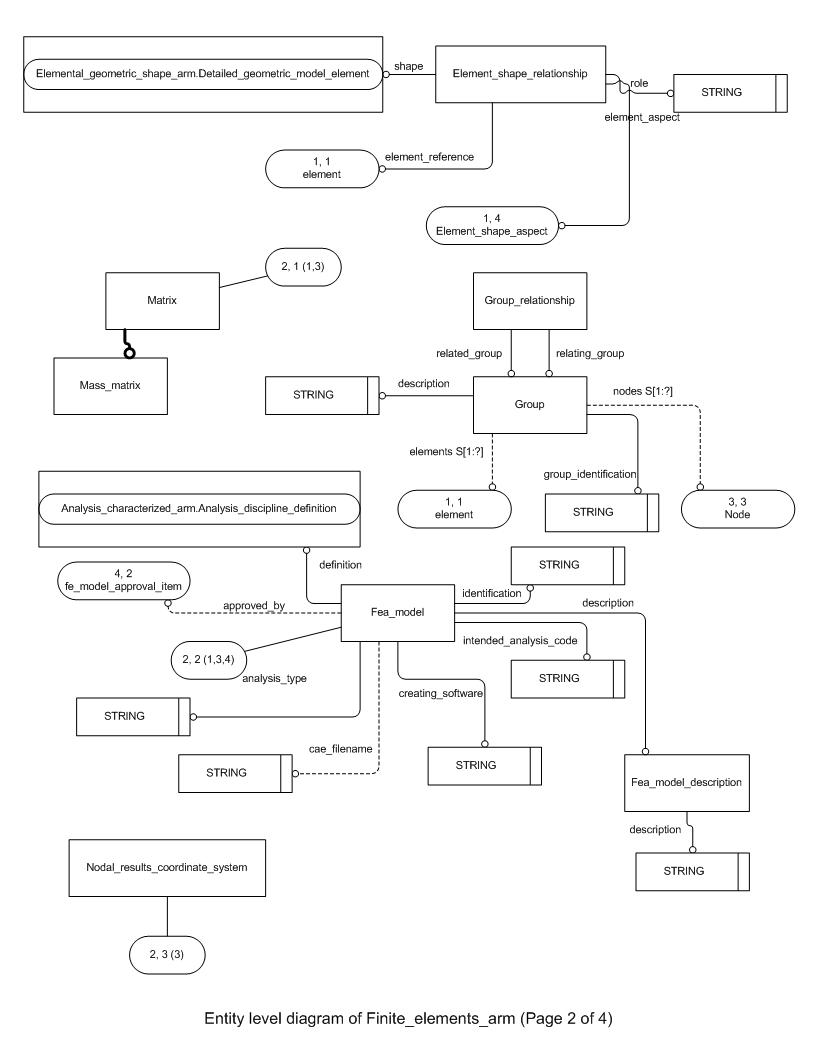 shape
Elemental_geometric_shape_arm.Detailed_geometric_model_element
Element_shape_relationship
role
STRING
element_aspect
element_reference
1, 1
element
1, 4
Element_shape_aspect
2, 1 (1,3)
Matrix
Group_relationship
related_group
relating_group
Mass_matrix
description
STRING
Group
nodes S[1:?]
elements S[1:?]
group_identification
1, 1
element
STRING
3, 3
Node
Analysis_characterized_arm.Analysis_discipline_definition
definition
STRING
4, 2
fe_model_approval_item
approved_by
identification
description
Fea_model
intended_analysis_code
2, 2 (1,3,4)
analysis_type
STRING
creating_software
STRING
cae_filename
STRING
STRING
Fea_model_description
description
STRING
Nodal_results_coordinate_system
2, 3 (3)
Entity level diagram of Finite_elements_arm (Page 2 of 4)